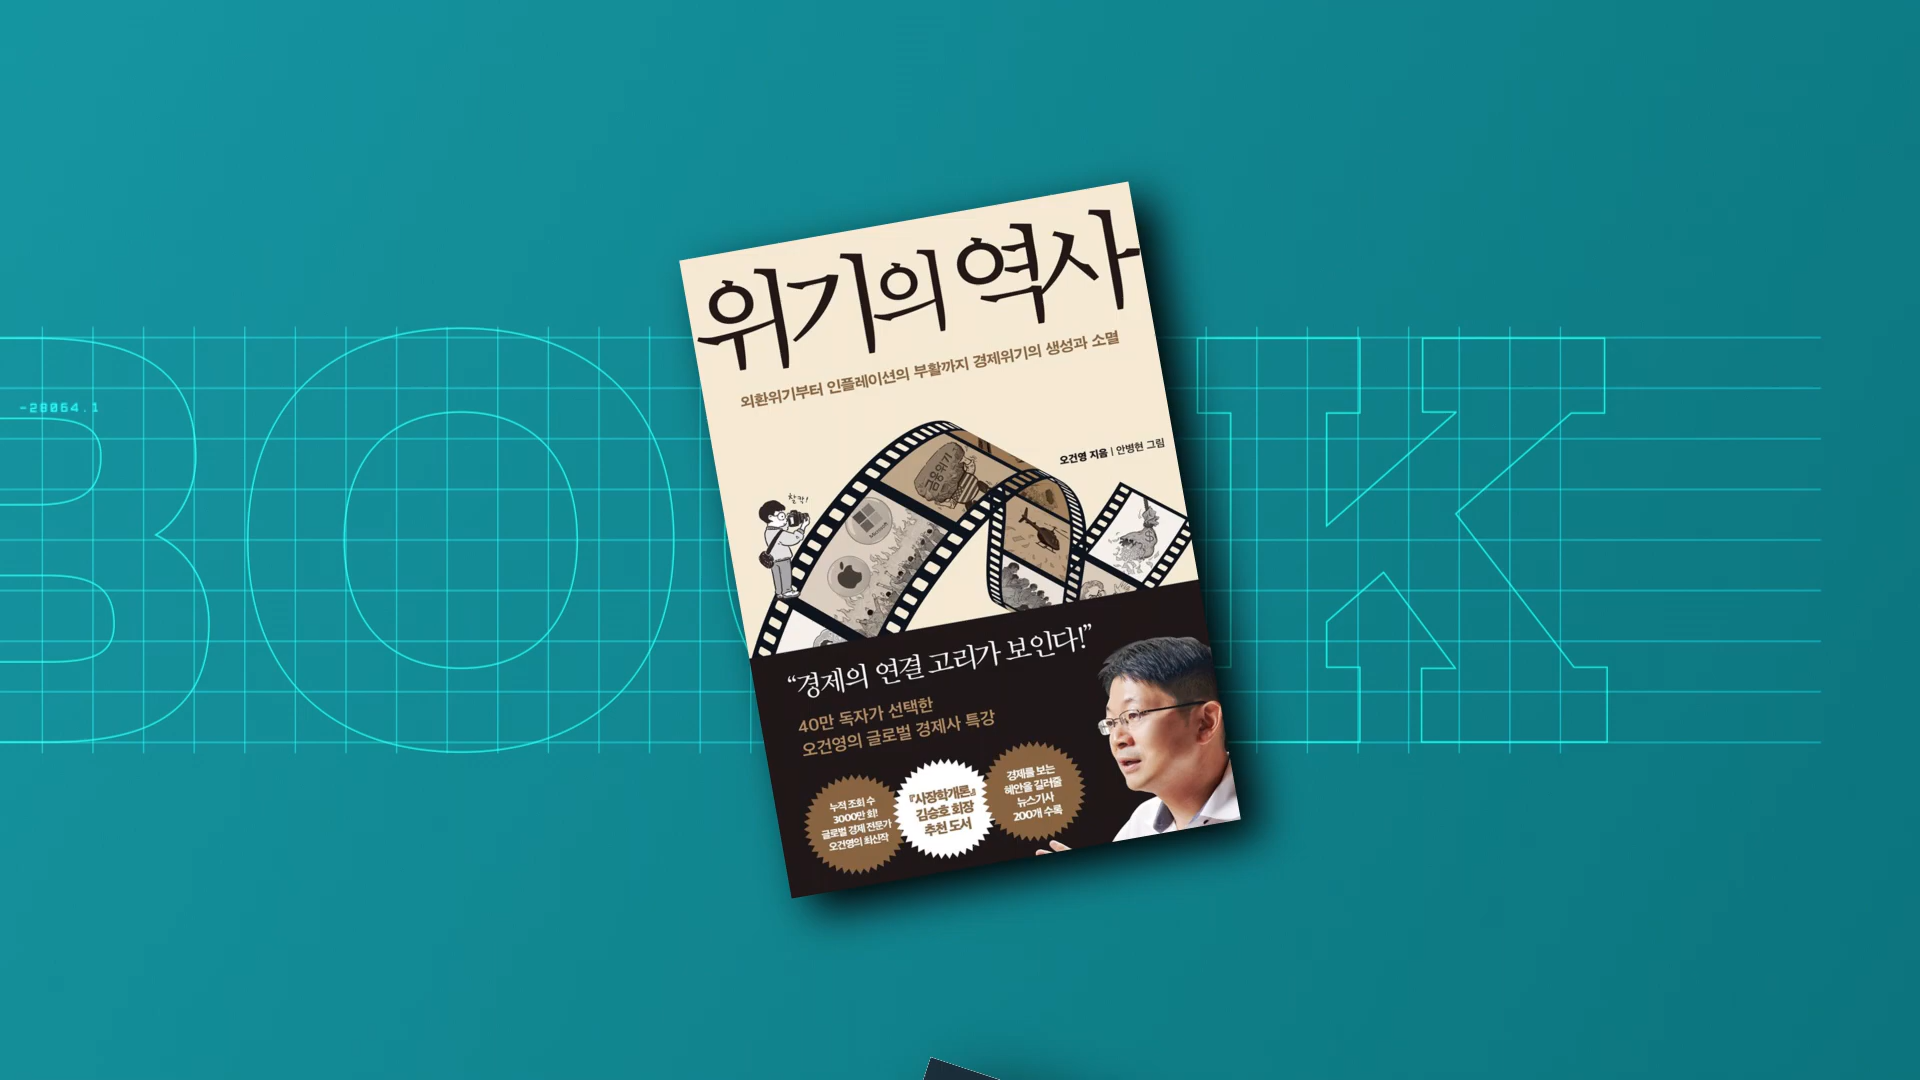 BOOK
-28064.1
위기의 역사
외환위기부터 인플레이션의 부활까지 경제위기의 생성과 소멸
오건영 지음 | 안병현 그림
찰칵!
금융위기
Microsoft
$
“경제의 연결 고리가 보인다!”
40만 독자가 선택한
오건영의 글로벌 경제사 특강
누적 조회 수
3000만 회!
글로벌 경제 전문가
오건영의 최신작
『사장학개론』
김승호 회장
추천 도서
경제를 보는
혜안을 길러줄
뉴스기사
200개 수록